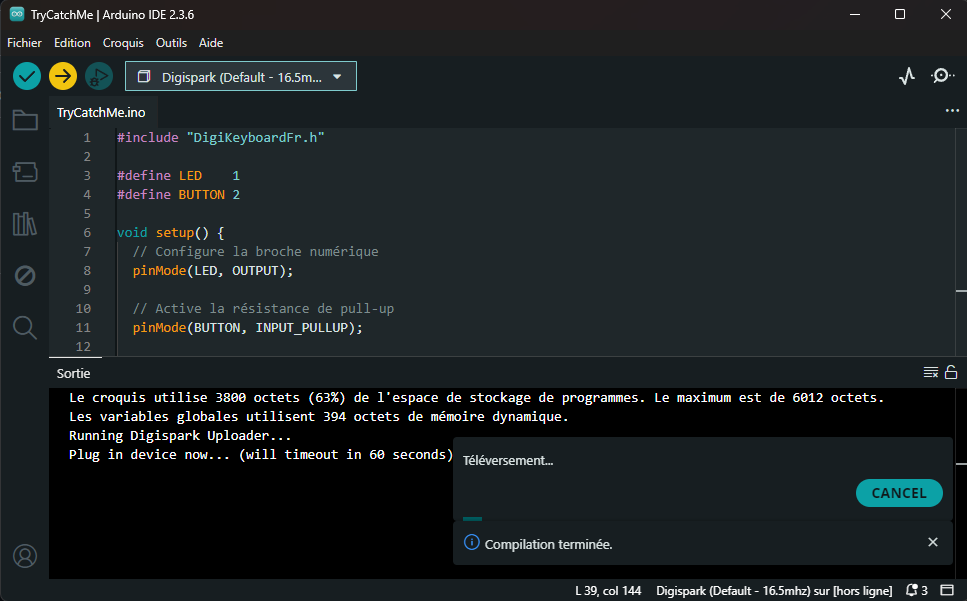 TryCatchMe | Arduino IDE 2.3.6
Fichier Edition Croquis Outils Aide
Digispark (Default - 16.5m...
TryCatchMe.ino
1 #include "DigiKeyboardFr.h"
2
3 #define LED    1
4 #define BUTTON 2
5
6 void setup() {
7   // Configure la broche numérique
8   pinMode(LED, OUTPUT);
9
10   // Active la résistance de pull-up
11   pinMode(BUTTON, INPUT_PULLUP);
12
Sortie
Le croquis utilise 3800 octets (63%) de l'espace de stockage de programmes. Le maximum est de 6012 octets.
Les variables globales utilisent 394 octets de mémoire dynamique.
Running Digispark Uploader...
Plug in device now... (will timeout in 60 seconds)
Téléversement...
CANCEL
Compilation terminée.
L 39, col 144 Digispark (Default - 16.5mhz) sur [hors ligne] 3